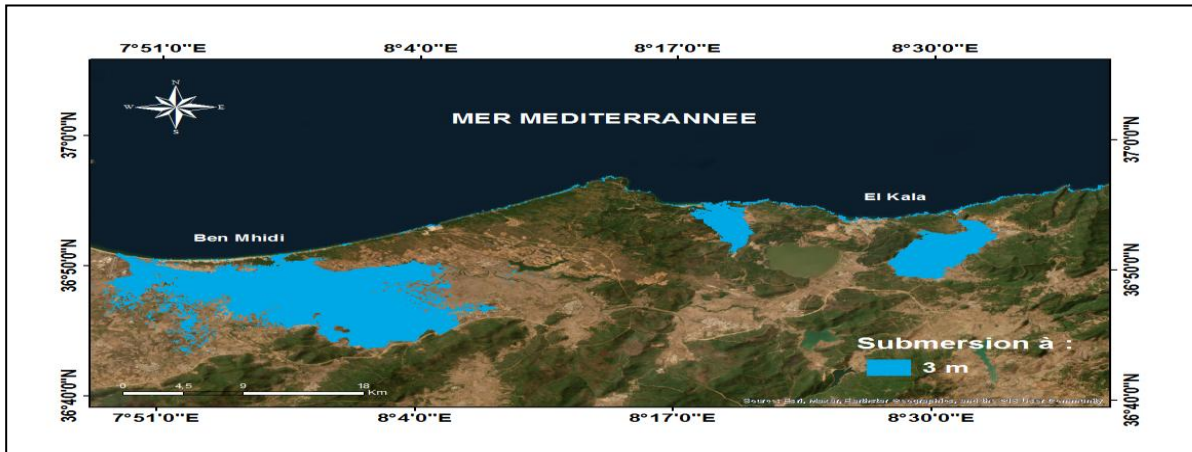 7°51'0"E 8°4'0"E 8°17'0"E 8°30'0"E
N
W E
S
MER MEDITERRANNEE
37°0'0"N 37°0'0"N
El Kala
Ben Mhidi
36°50'0"N 36°50'0"N
Submersion à :
3 m
0 4,5 9 18
Km
36°40'0"N 36°40'0"N
7°51'0"E 8°4'0"E 8°17'0"E 8°30'0"E